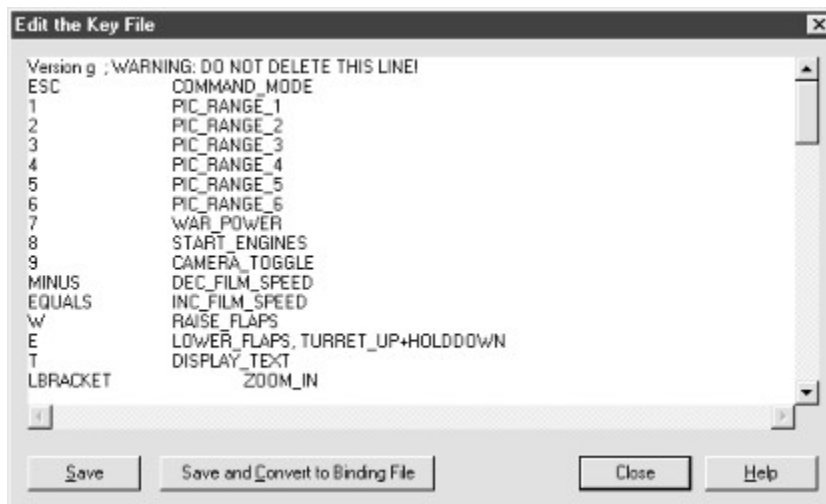 Edit the Key File
Version g ; WARNING: DO NOT DELETE THIS LINE!
ESC COMMAND_MODE
1 PIC_RANGE_1
2 PIC_RANGE_2
3 PIC_RANGE_3
4 PIC_RANGE_4
5 PIC_RANGE_5
6 PIC_RANGE_6
7 WAR_POWER
8 START_ENGINES
9 CAMERA_TOGGLE
MINUS DEC_FILM_SPEED
EQUALS INC_FILM_SPEED
W RAISE_FLAPS
E LOWER_FLAPS, TURRET_UP+HOLDDOWN
T DISPLAY_TEXT
LBRACKET ZOOM_IN
Save Save and Convert to Binding File Close Help